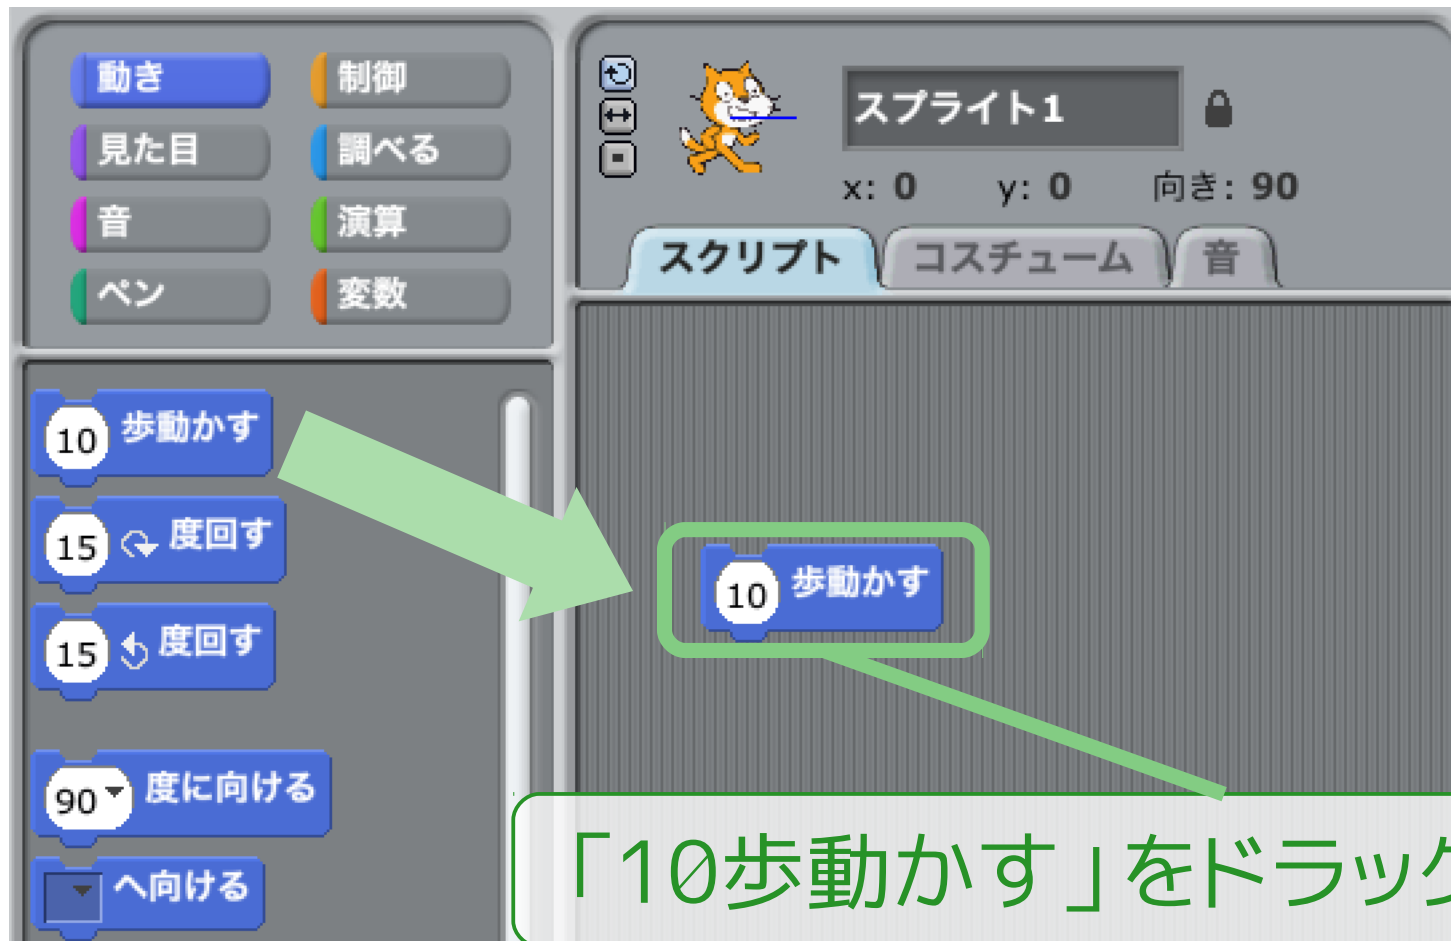 動き 制御
見た目 調べる
音 演算
ペン 変数
スプライト1
x: 0 y: 0 向き: 90
スクリプト コスチューム 音
10 歩動かす
15 度回す
15 度回す
90 度に向ける
へ向ける
10 歩動かす
「10歩動かす」をドラッグ